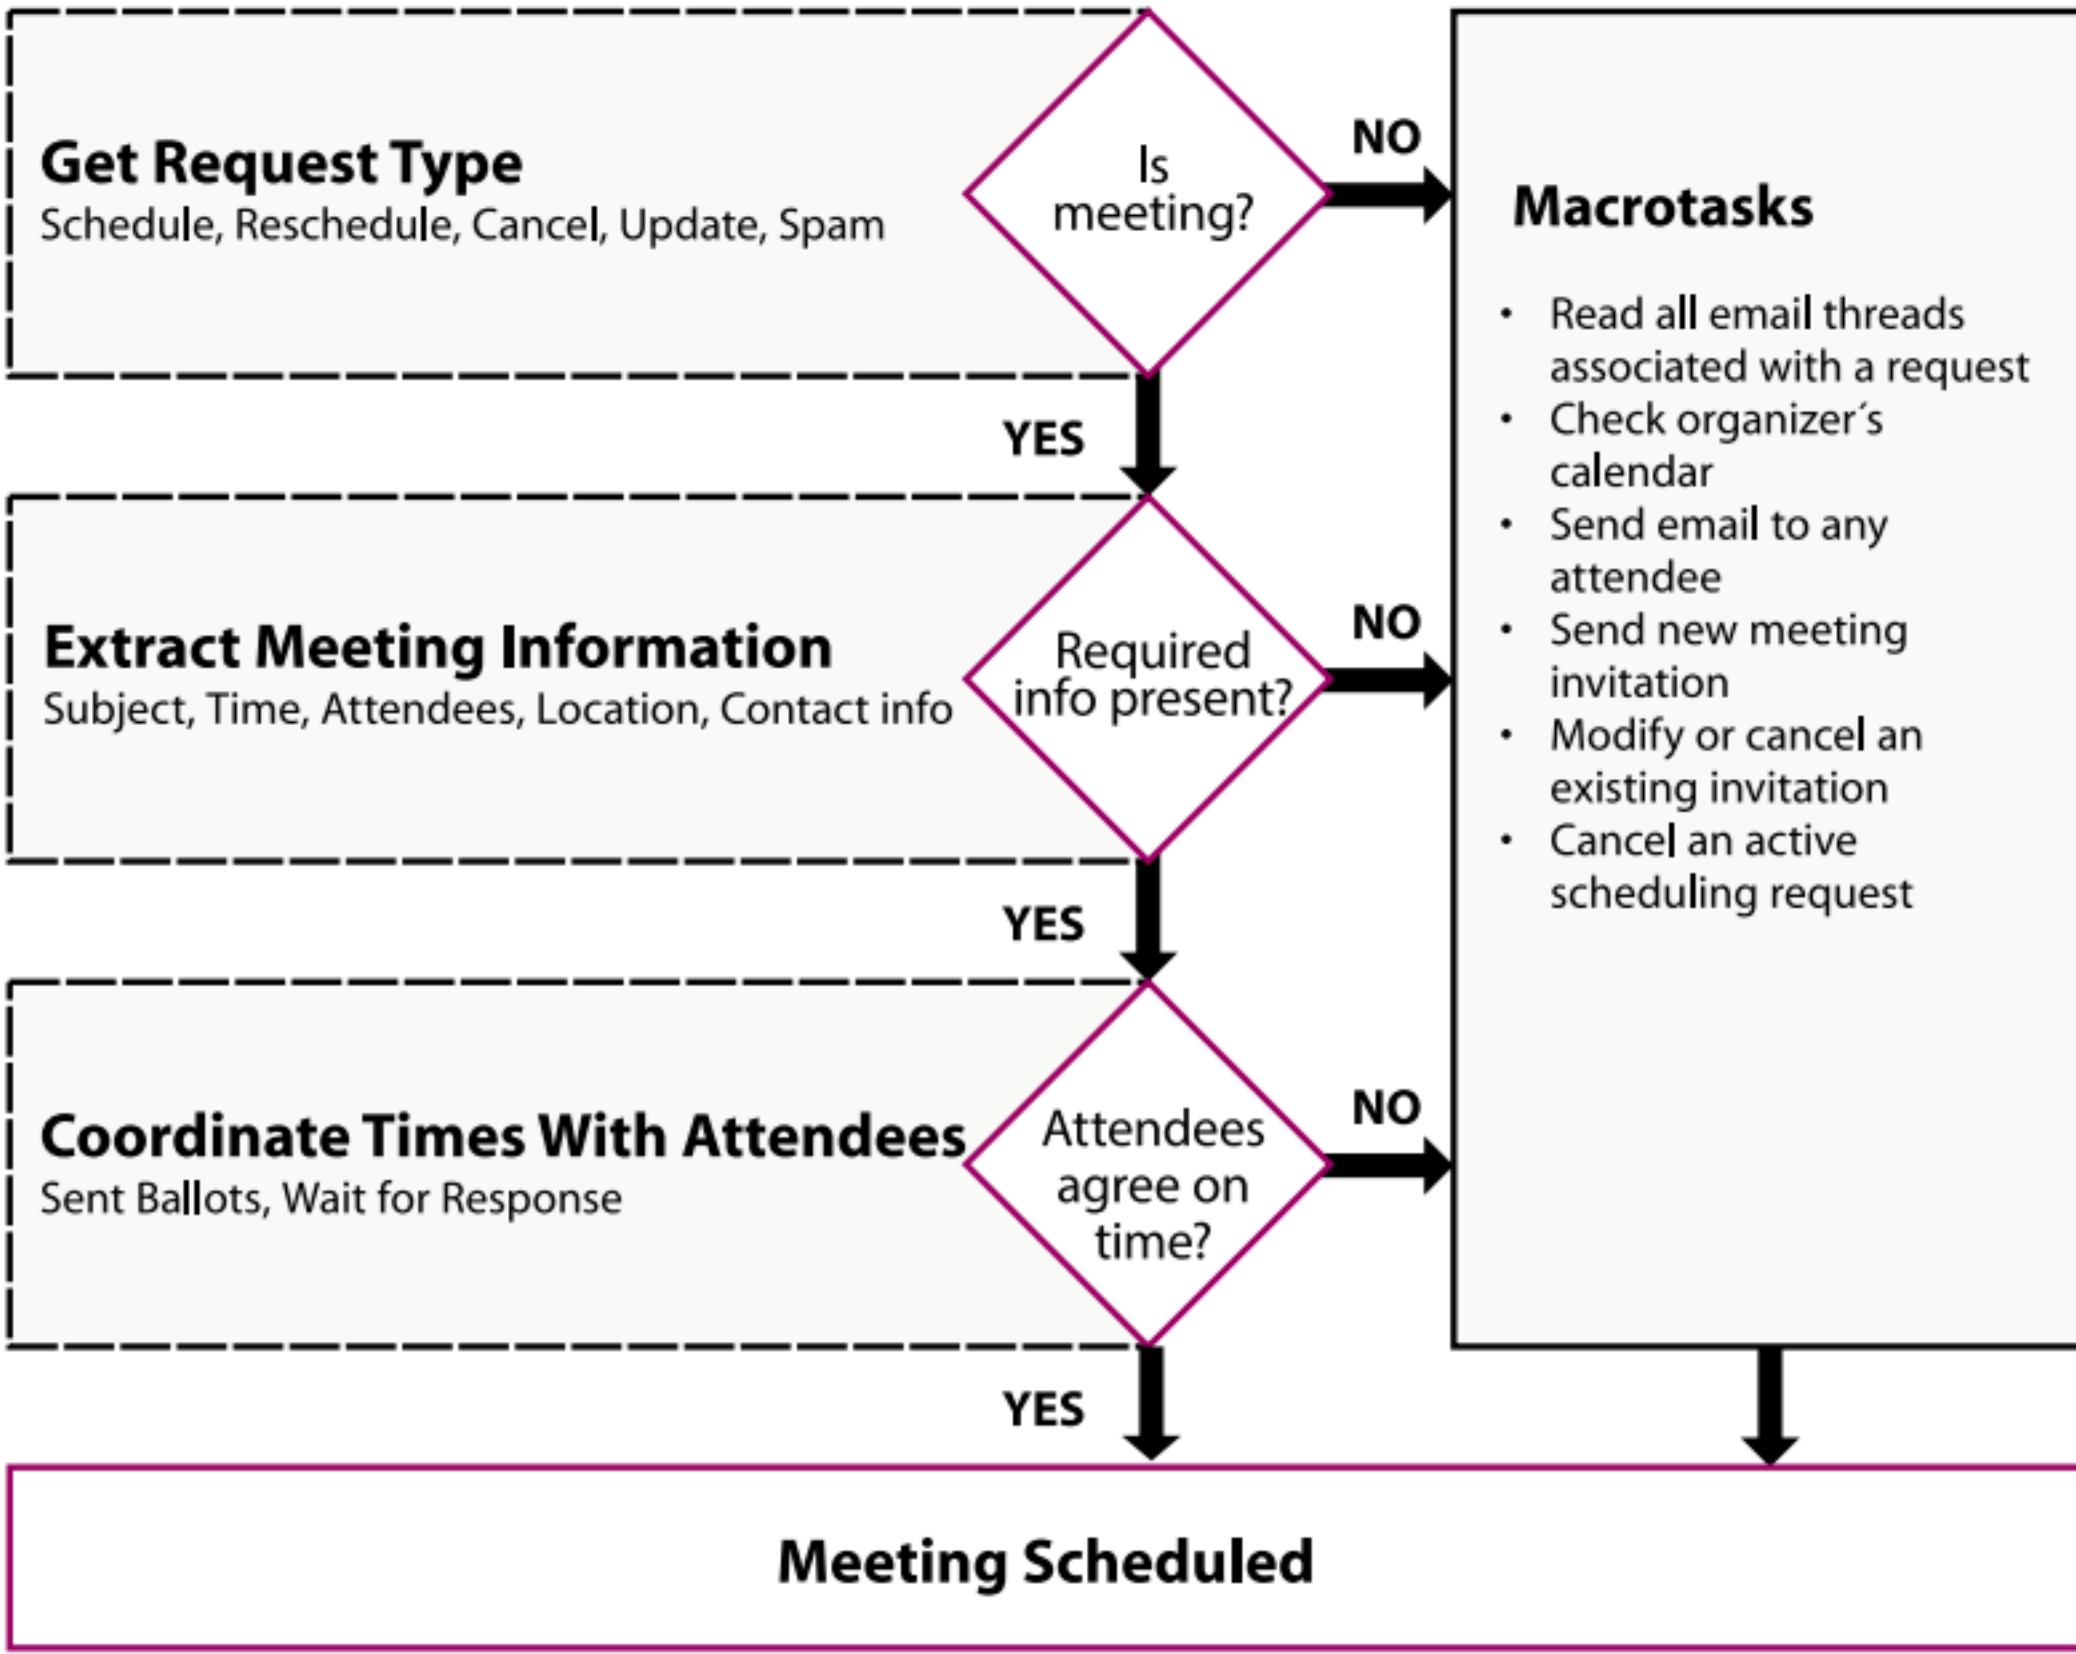 Get Request Type
Schedule, Reschedule, Cancel, Update, Spam
Is
meeting?
NO
YES
Extract Meeting Information
Subject, Time, Attendees, Location, Contact info
Required
info present?
NO
YES
Coordinate Times With Attendees
Sent Ballots, Wait for Response
Attendees
agree on
time?
NO
YES
Macrotasks
• Read all email threads
associated with a request
• Check organizer´s
calendar
• Send email to any
attendee
• Send new meeting
invitation
• Modify or cancel an
existing invitation
• Cancel an active
scheduling request
Meeting Scheduled